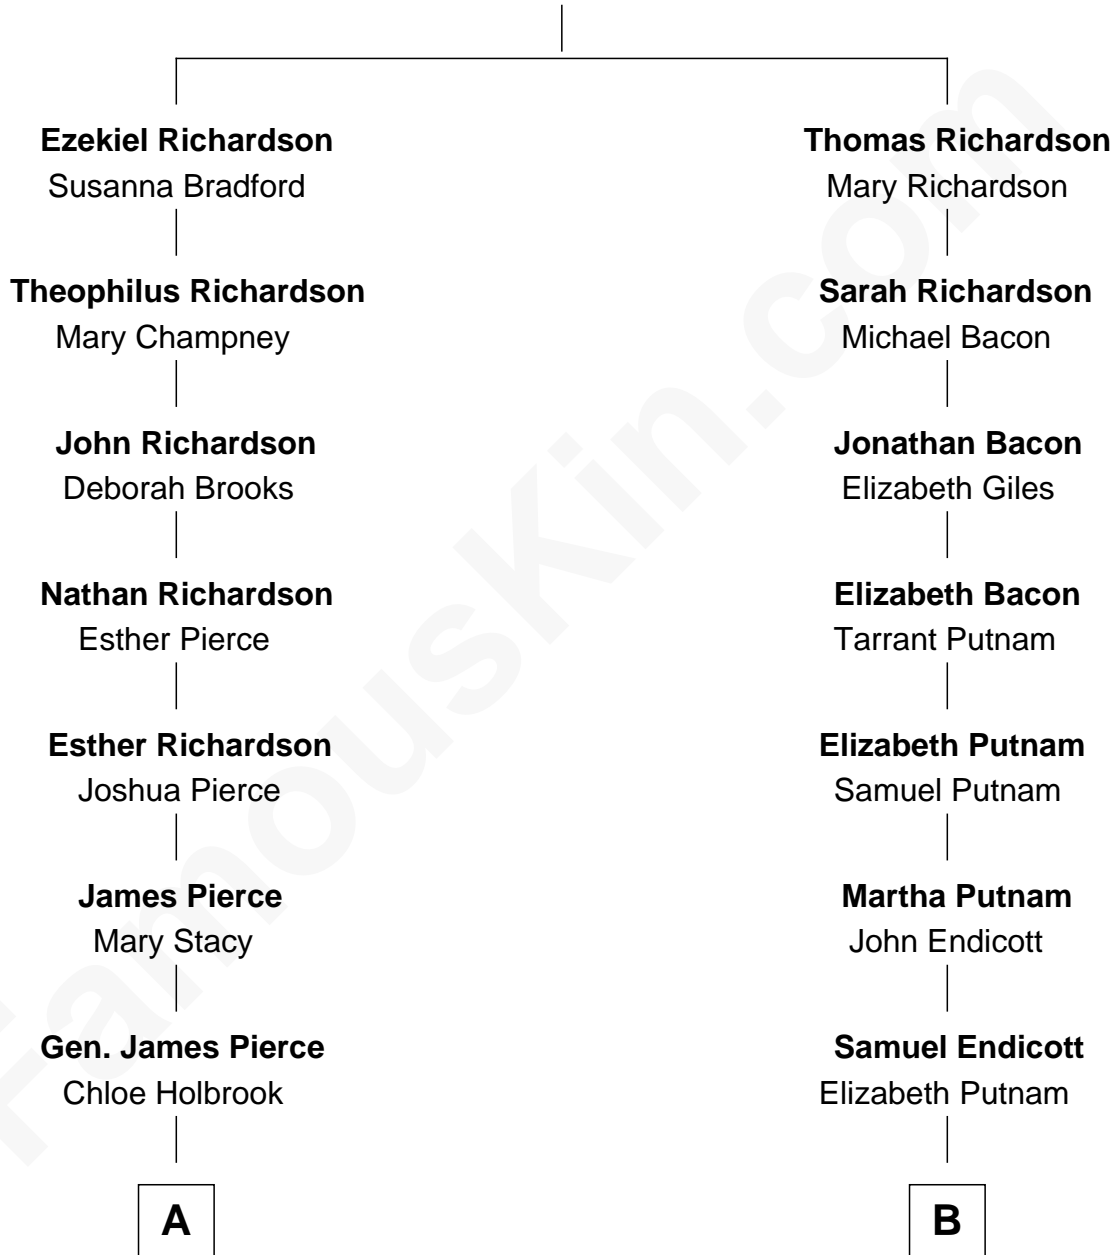 Ezekiel Richardson
Susanna Bradford
Theophilus Richardson
Mary Champney
John Richardson
Deborah Brooks
Nathan Richardson
Esther Pierce
Esther Richardson
Joshua Pierce
James Pierce
Mary Stacy
Gen. James Pierce
Chloe Holbrook
A
Thomas Richardson
Mary Richardson
Sarah Richardson
Michael Bacon
Jonathan Bacon
Elizabeth Giles
Elizabeth Bacon
Tarrant Putnam
Elizabeth Putnam
Samuel Putnam
Martha Putnam
John Endicott
Samuel Endicott
Elizabeth Putnam
B
FamousKin.com